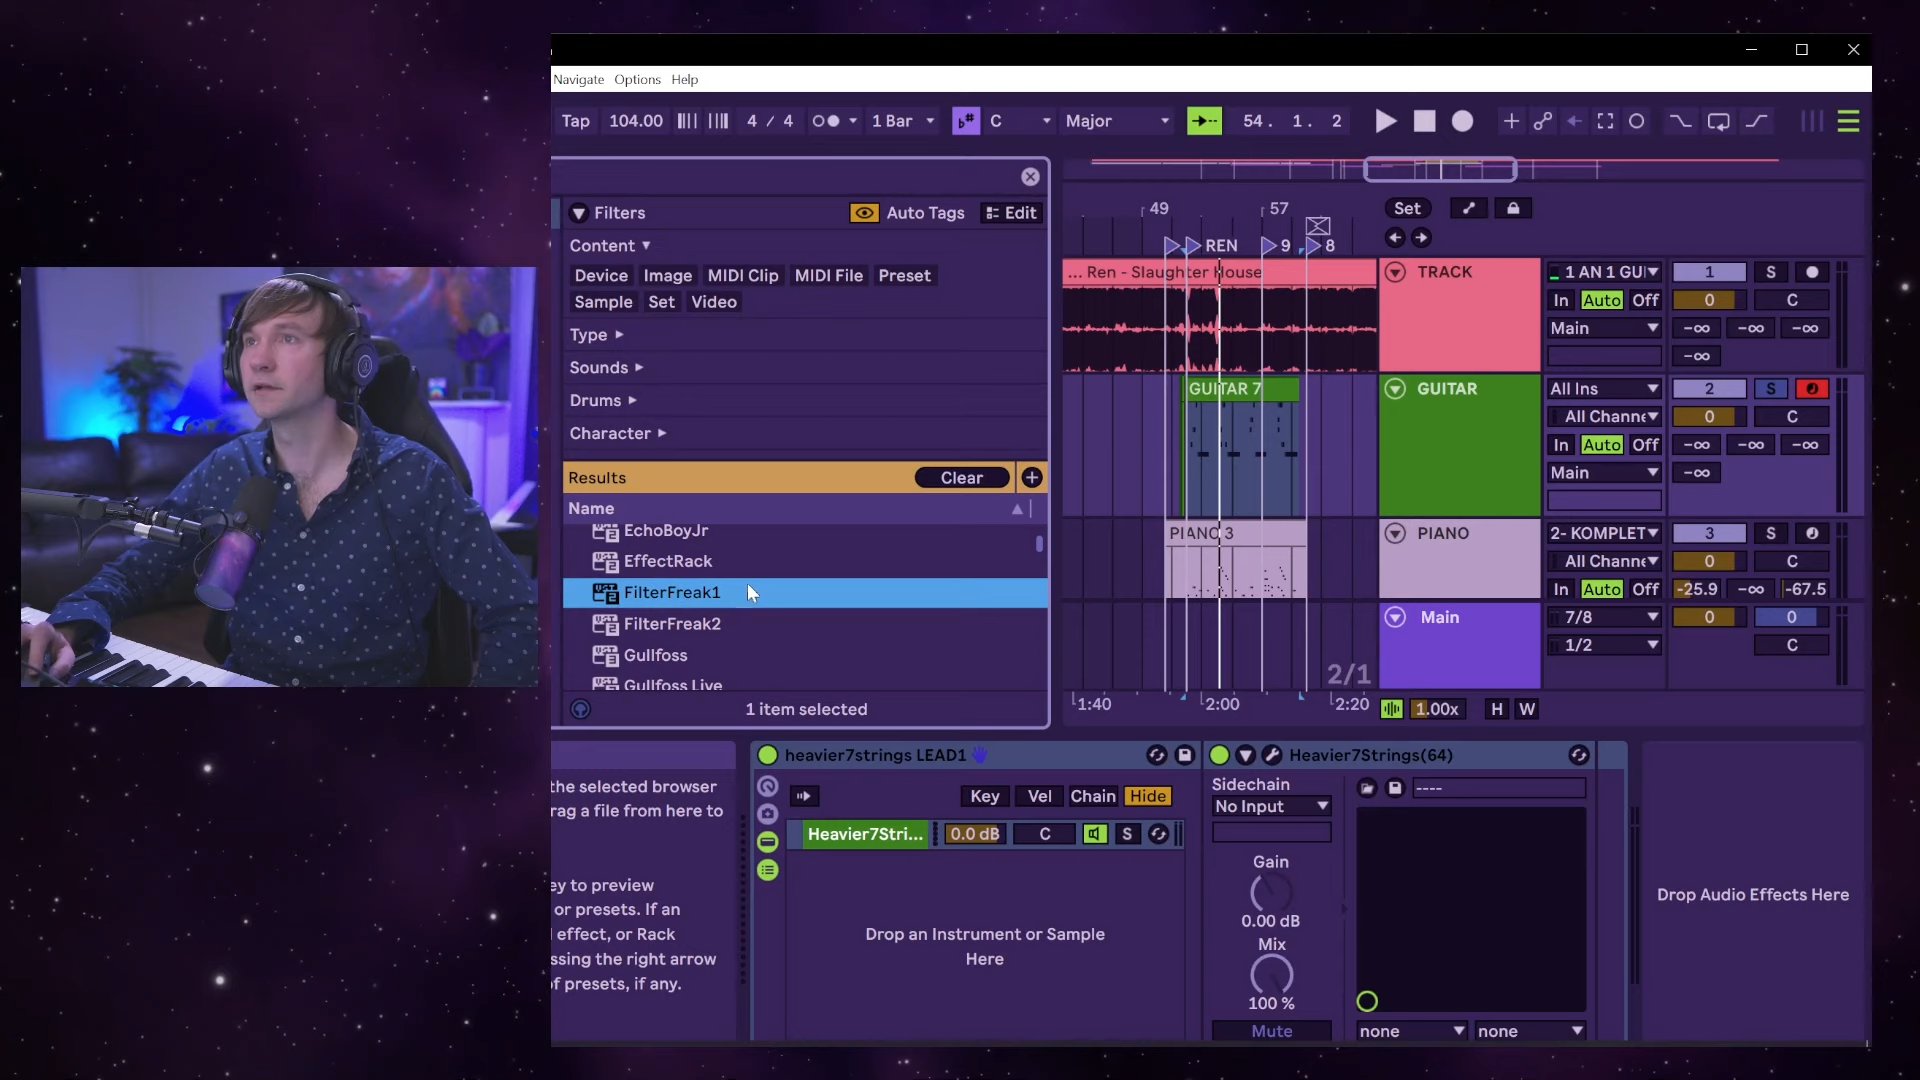 Navigate Options Help
Tap 104.00 4 / 4 1 Bar C Major 54. 1. 2
Filters Auto Tags Edit
Content
Device Image MIDI Clip MIDI File Preset
Sample Set Video
Type
Sounds
Drums
Character
Results Clear
Name
EchoBoyJr
EffectRack
FilterFreak1
FilterFreak2
Gullfoss
Gullfoss Live
1 item selected
49 57 Set
REN 9 8
... Ren - Slaughter House
GUITAR 7
PIANO 3
2/1
1:40 2:00 2:20 1.00x H W
TRACK 1 AN 1 GUI 1 S
In Auto Off 0 C
Main -∞ -∞ -∞
-∞
GUITAR All Ins 2 S
All Channe 0 C
In Auto Off -∞ -∞ -∞
Main -∞
PIANO 2- KOMPLET 3 S
All Channe 0 C
In Auto Off -25.9 -∞ -67.5
Main 7/8 0 0
1/2 C
the selected browser
rag a file from here to
ey to preview
or presets. If an
effect, or Rack
ssing the right arrow
f presets, if any.
heavier7strings LEAD1
Key Vel Chain Hide
Heavier7Stri... 0.0 dB C S
Drop an Instrument or Sample
Here
Heavier7Strings(64)
Sidechain
No Input ----
Gain
0.00 dB
Mix
100 %
Mute none none
Drop Audio Effects Here